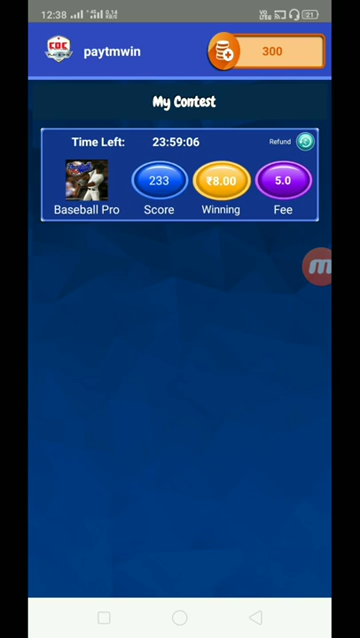 12:38
21
paytmwin
300
My Contest
Time Left: 23:59:06 Refund
233 ₹8.00 5.0
Baseball Pro Score Winning Fee